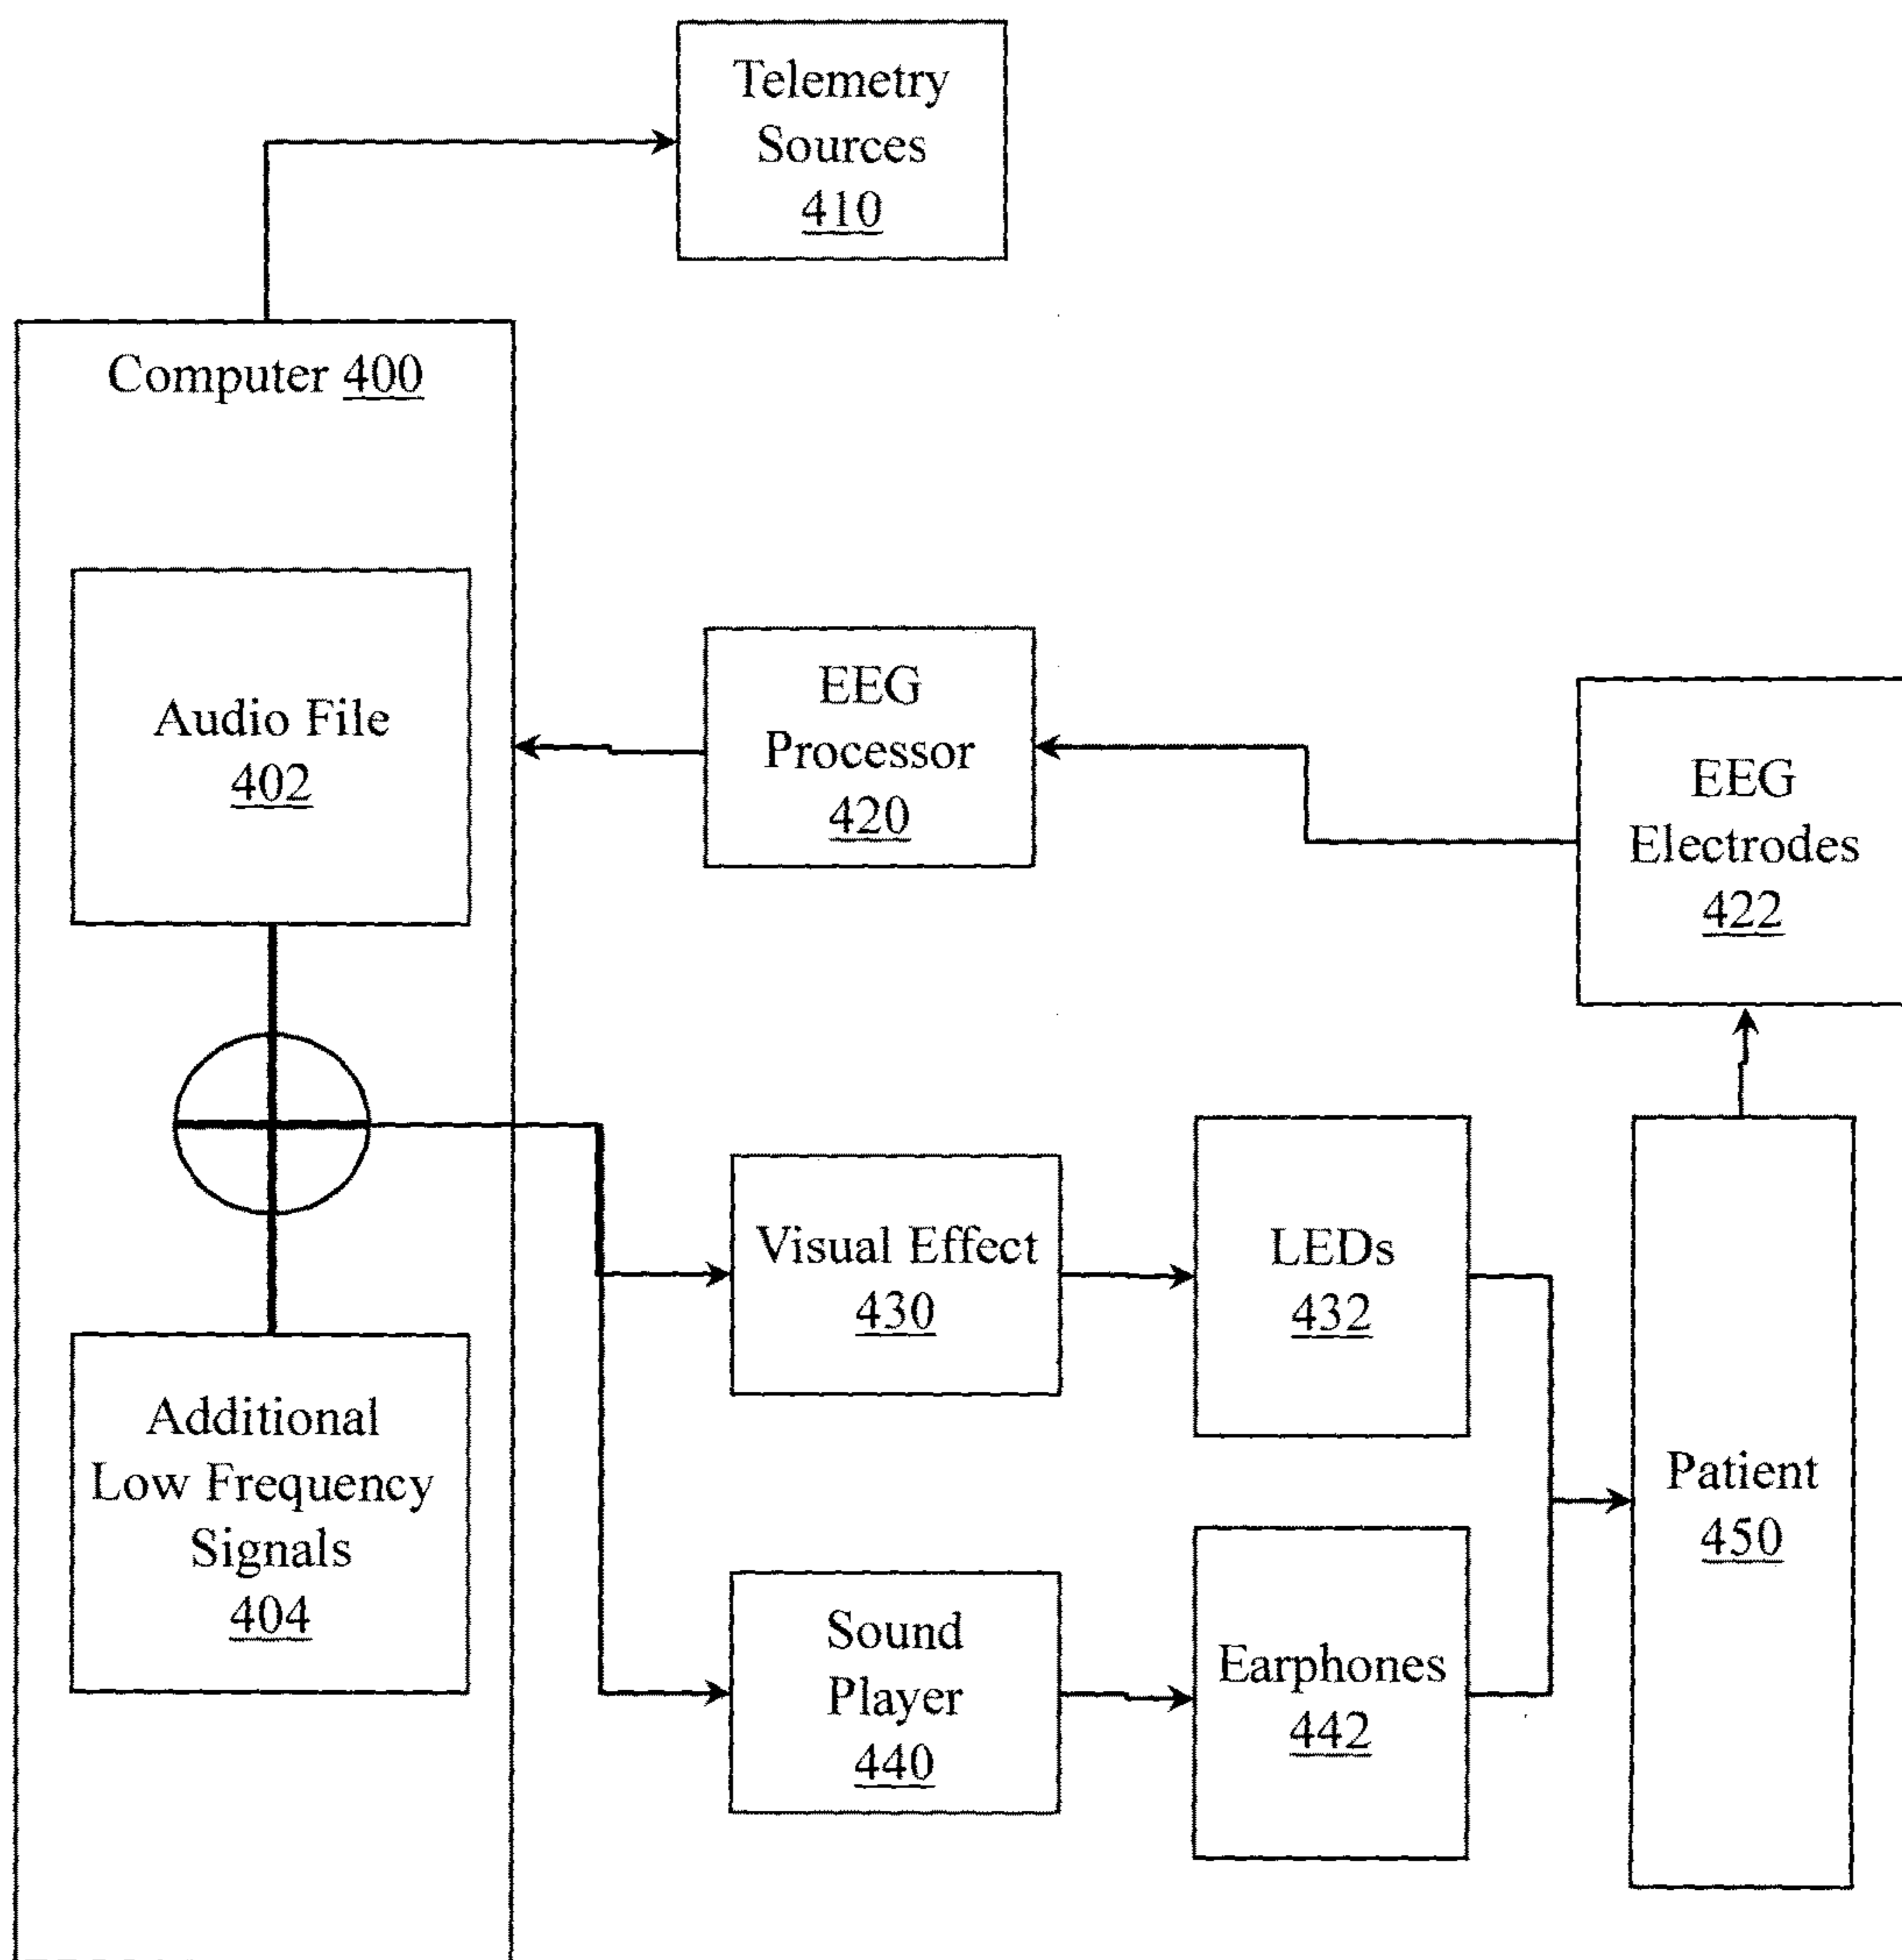 Telemetry
Sources
410
Computer 400
Audio File
402
EEG
Processor
420
EEG
Electrodes
422
Additional
Low Frequency
Signals
404
Visual Effect
430
LEDs
432
Sound
Player
440
Earphones
442
Patient
450